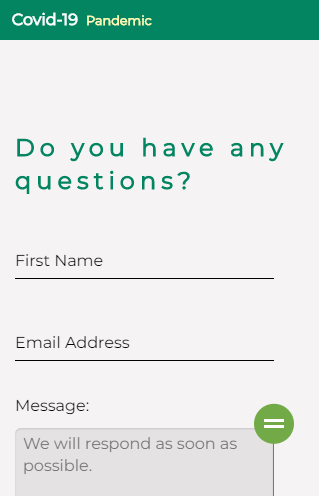 Covid-19 Pandemic
Do you have any
questions?
First Name
Email Address
Message:
We will respond as soon as
possible.